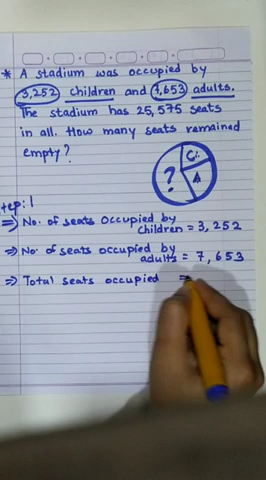 * A stadium was occupied by
3,252 children and 7,653 adults.
The stadium has 25,575 seats
in all. How many seats remained
empty?
? C. A
tep:1
⇒ No. of seats occupied by
children = 3,252
⇒ No. of seats occupied by
adults = 7,653
⇒ Total seats occupied =